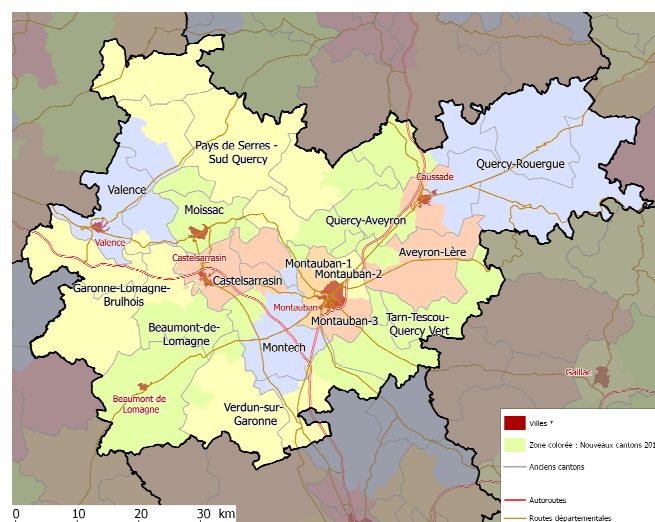 Pays de Serres -
Sud Quercy
Quercy-Rouergue
Caussade
Valence
Moissac
Quercy-Aveyron
Valence
Aveyron-Lère
Castelsarrasin
Montauban-1
Montauban-2
Castelsarrasin
Garonne-Lomagne-
Brulhois
Montauban
Montauban-3
Tarn-Tescou-
Quercy Vert
Beaumont-de-
Lomagne
Montech
Gaillac
Beaumont de
Lomagne
Verdun-sur-
Garonne
Villes *
Zone colorée : Nouveaux cantons 201
Anciens cantons
Autoroutes
Routes départementales
0 10 20 30 km